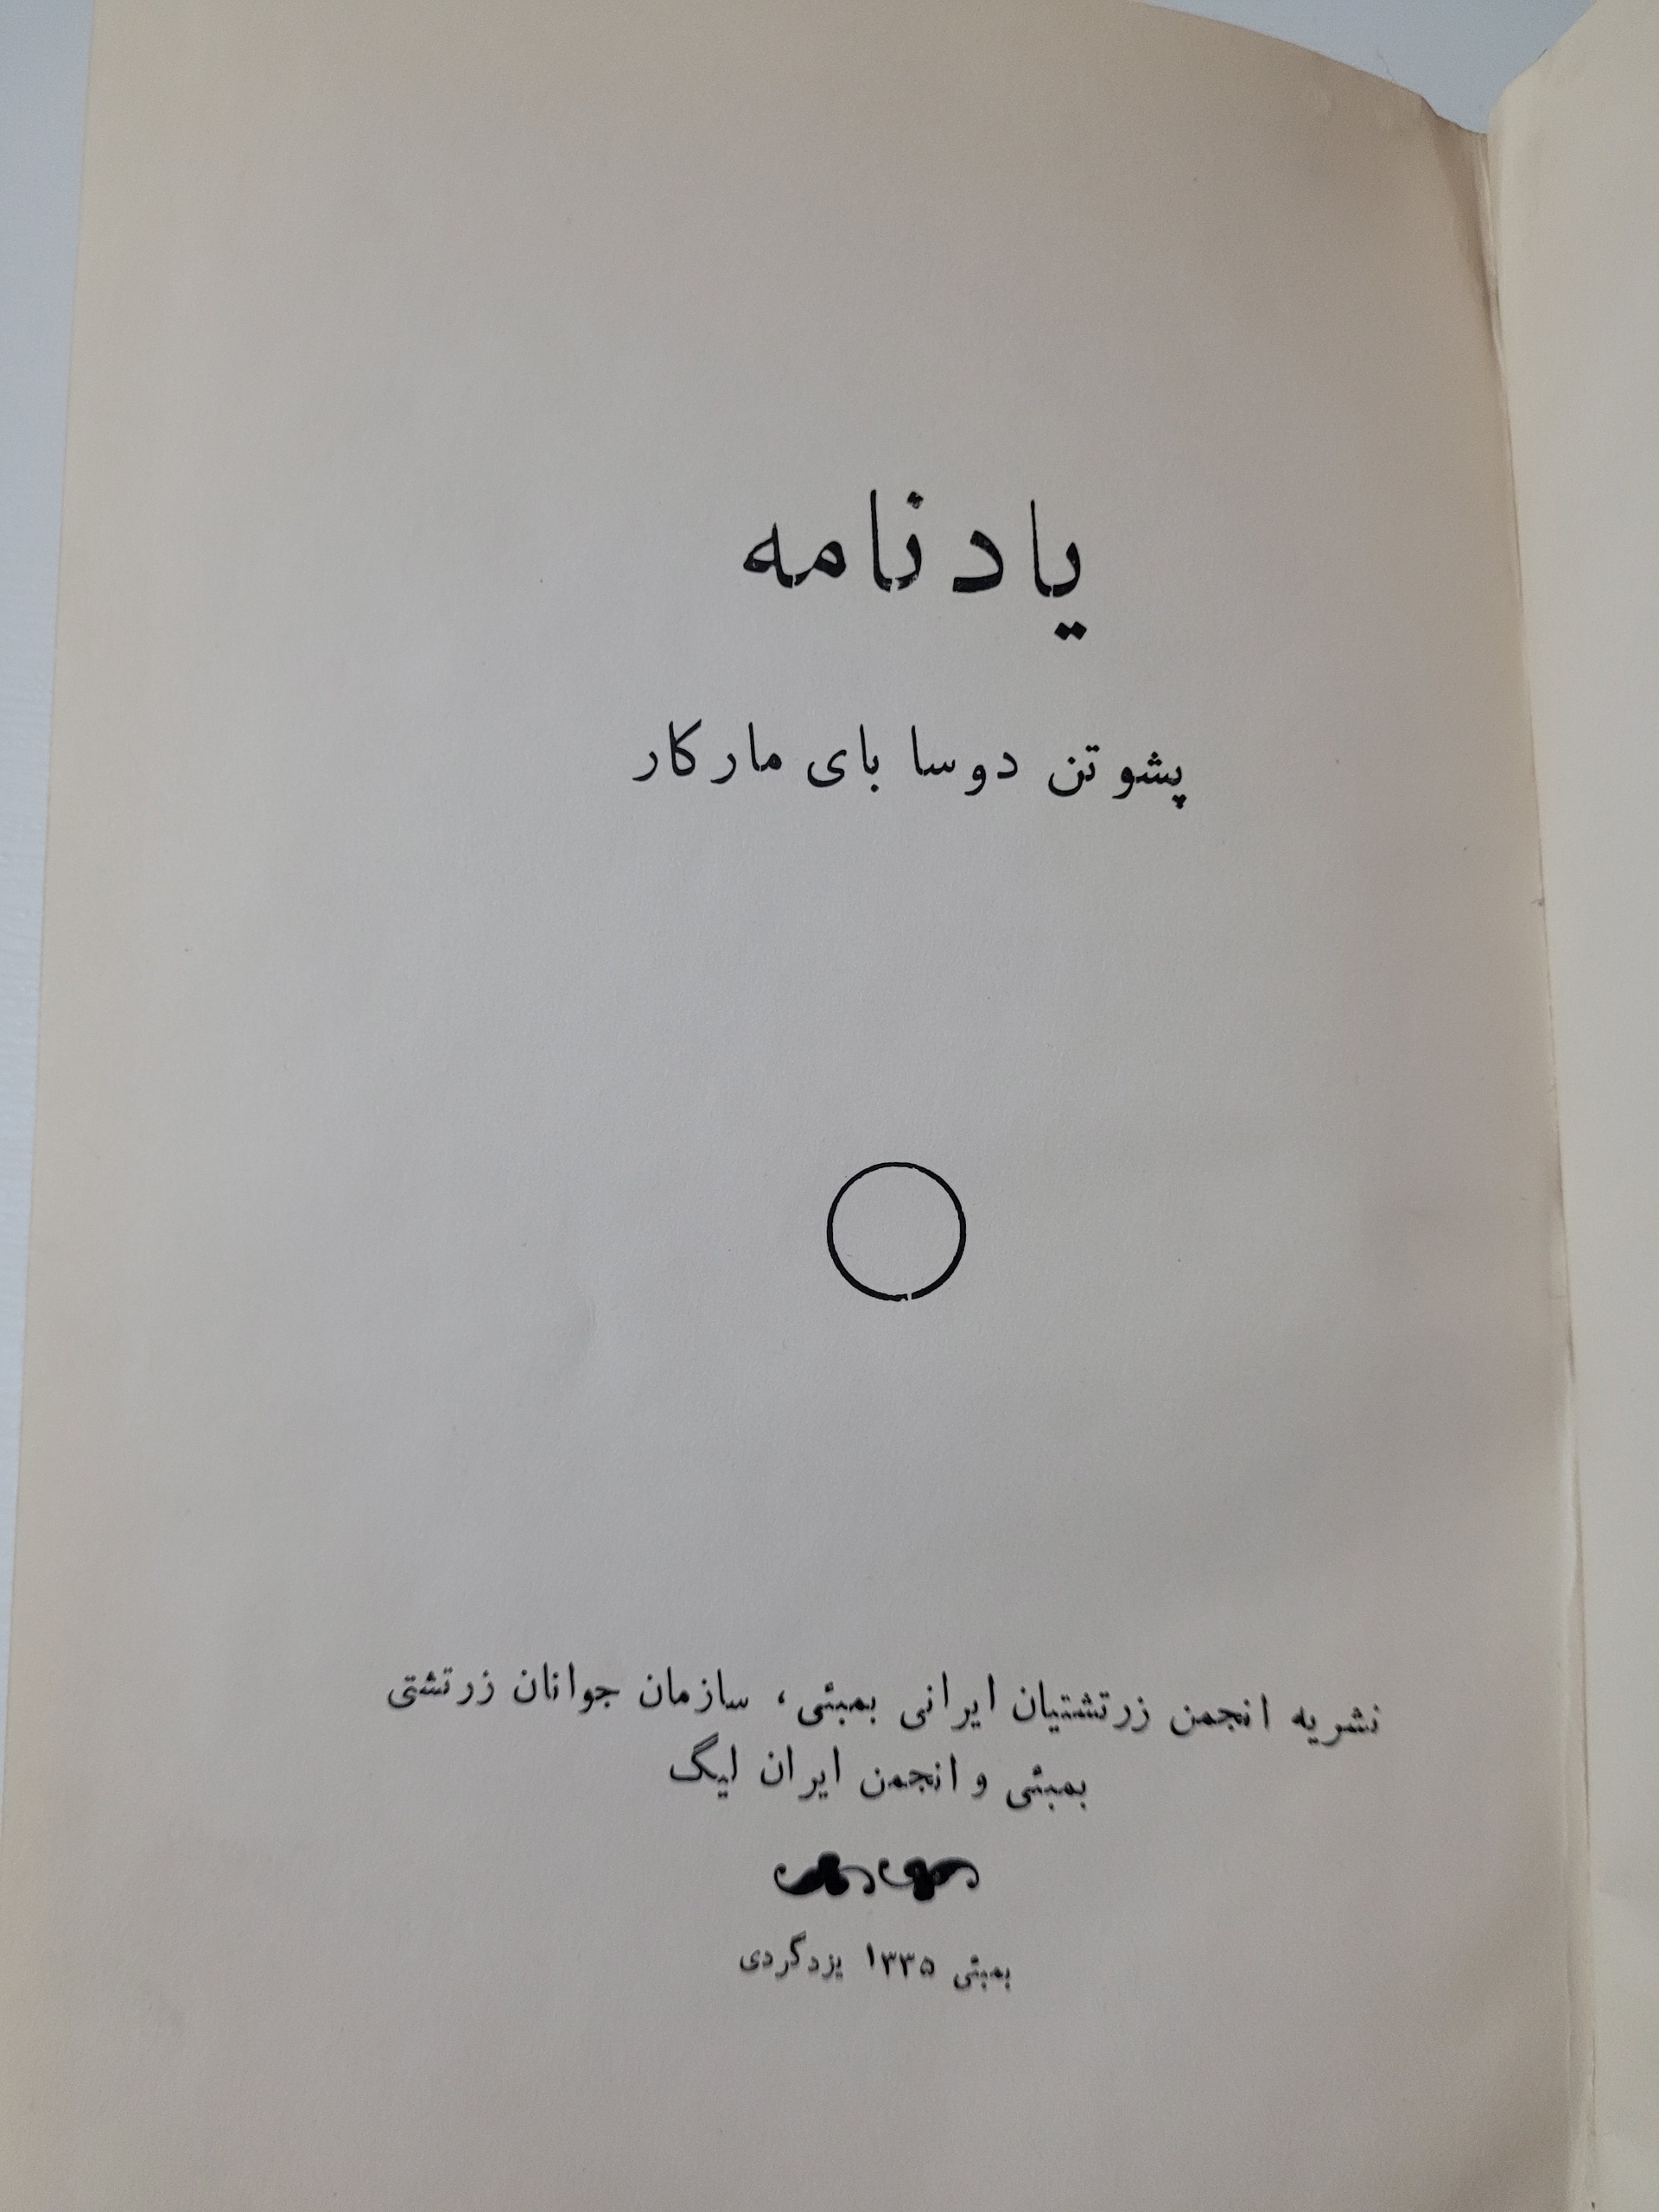 یادنامه
پشوتن دوسا بای مارکار
نشریه انجمن زرتشتیان ایرانی بمبئی، سازمان جوانان زرتشتی
بمبئی و انجمن ایران لیگ
بمبئی ۱۳۳۵ یزدگردی